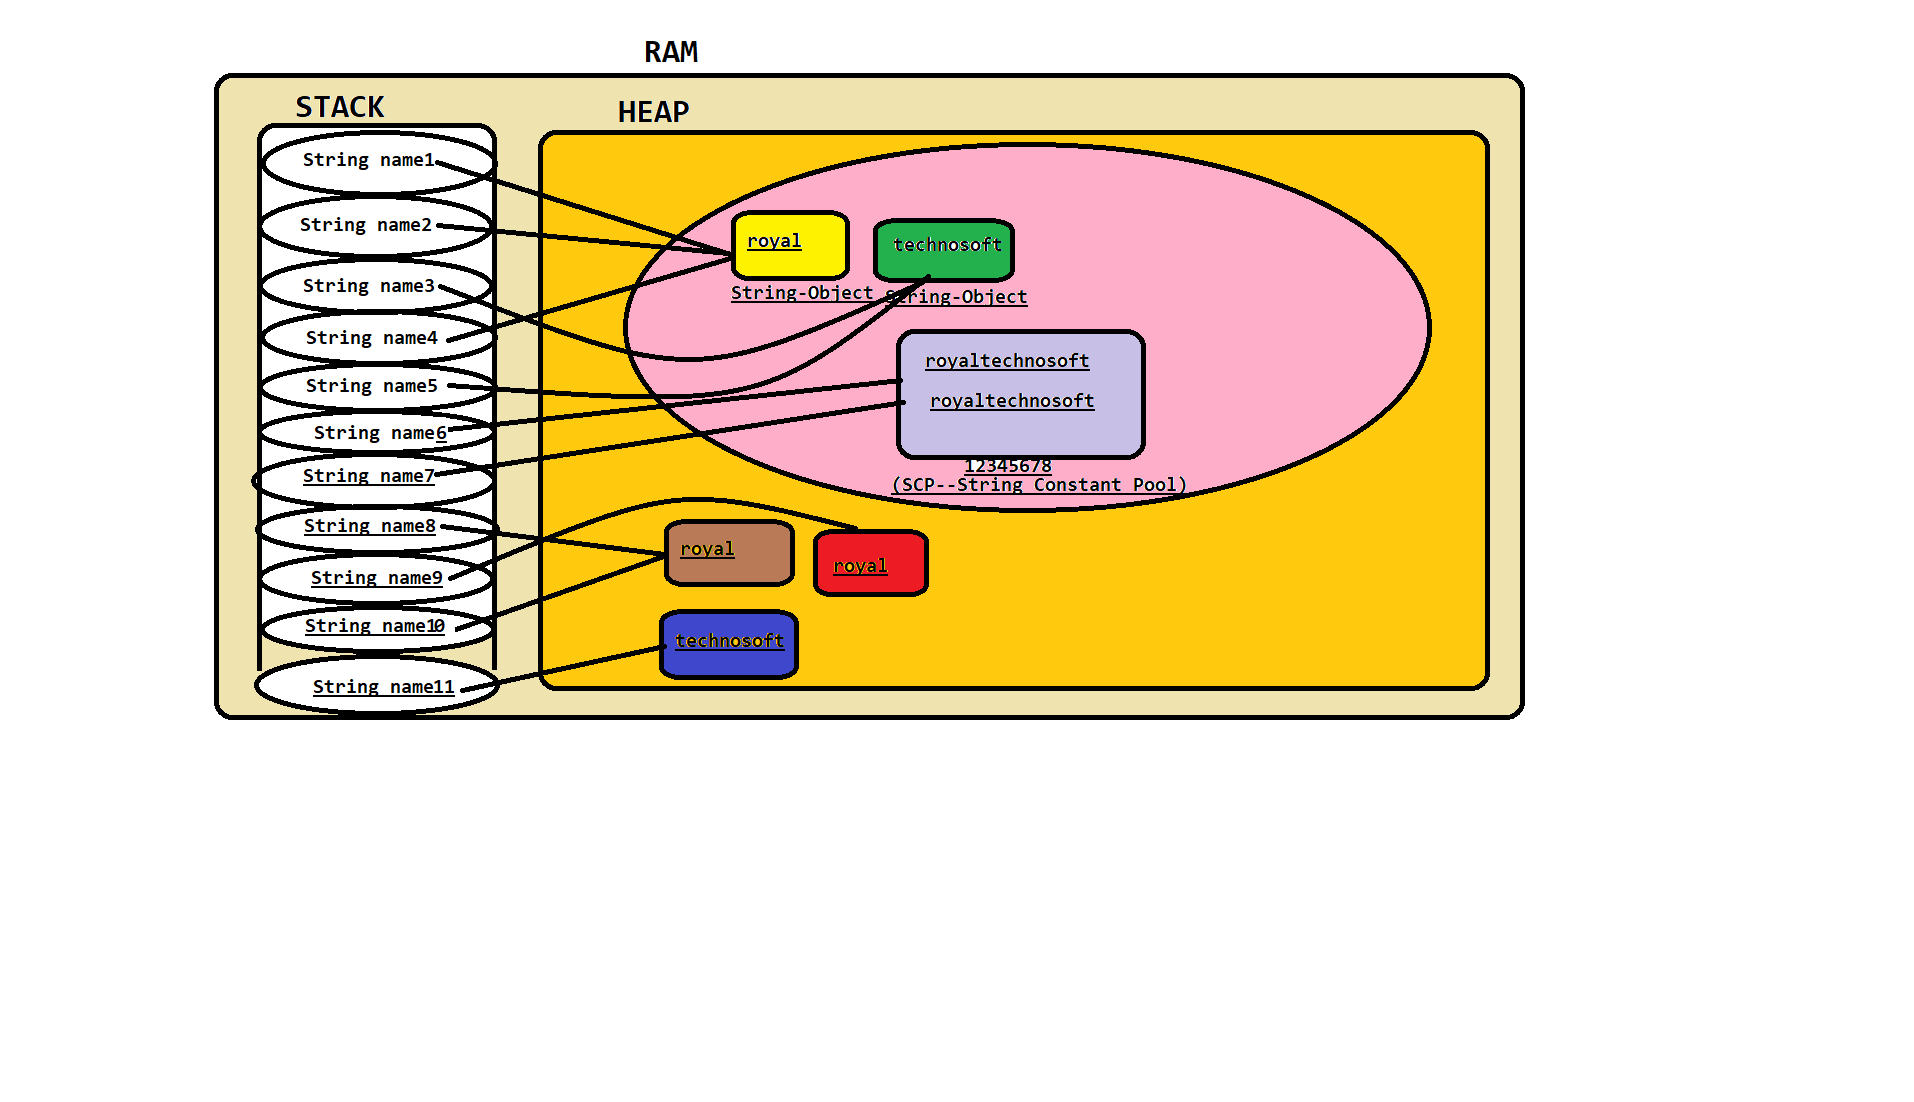 RAM
STACK
HEAP
String name1
String name2
String name3
String name4
String name5
String name6
String name7
String name8
String name9
String name10
String name11
royal
String-Object
technosoft
String-Object
royaltechnosoft
royaltechnosoft
12345678
(SCP--String Constant Pool)
royal
royal
technosoft